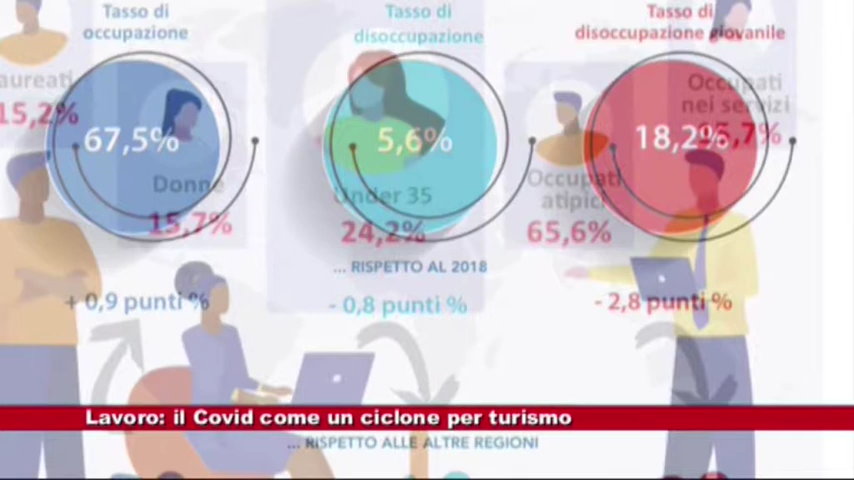 Tasso di
occupazione
Tasso di
disoccupazione
Tasso di
disoccupazione giovanile
aureati
15,2%
67,5%
5,6%
18,2%
Occupati
nei servizi
5,7%
Donne
15,7%
Under 35
24,2%
Occupati
atipici
65,6%
... RISPETTO AL 2018
+ 0,9 punti %
- 0,8 punti %
- 2,8 punti %
Lavoro: il Covid come un ciclone per turismo
... RISPETTO ALLE ALTRE REGIONI